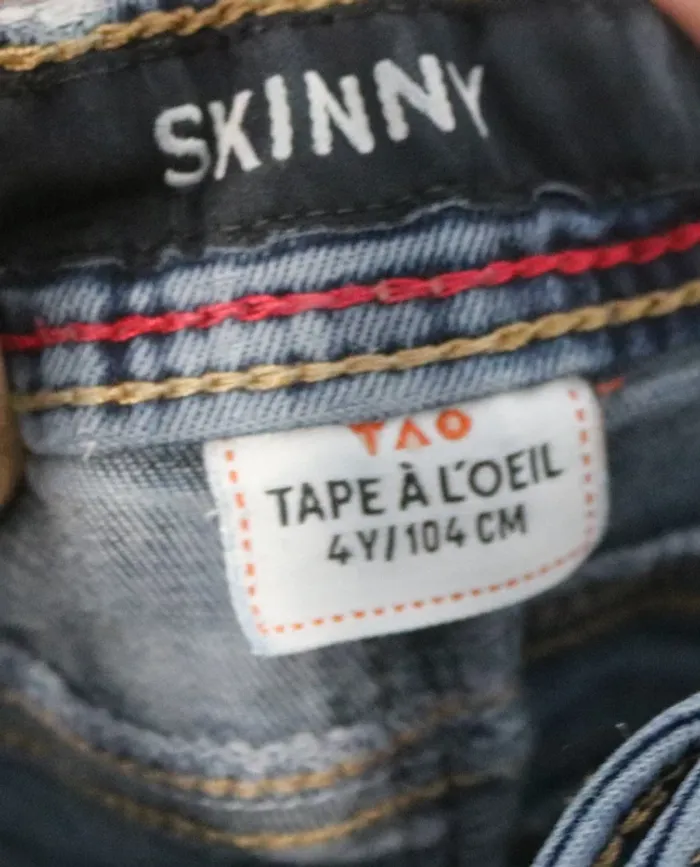 SKINNY
TAO
TAPE À L'OEIL
4Y/104 CM